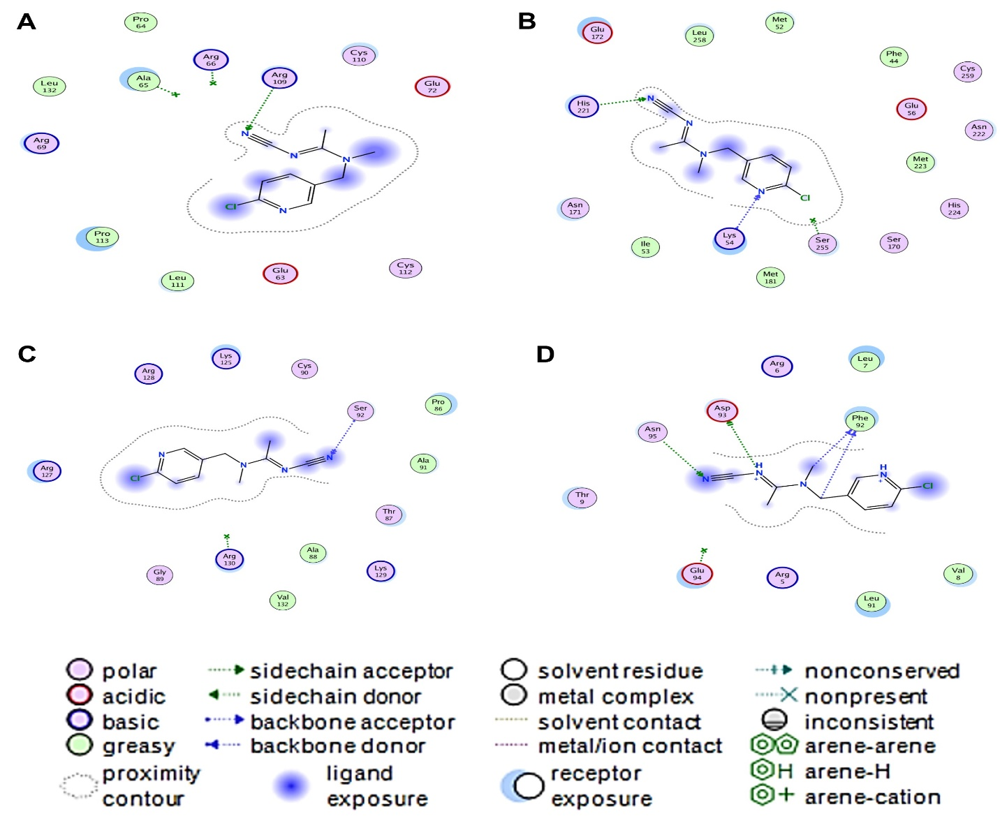 A
Pro
64
Arg
66
Cys
110
Ala
65
Arg
109
Leu
132
Glu
72
Arg
69
N
N
N
N
Cl
Pro
113
Leu
111
Glu
63
Cys
112
B
Glu
172
Leu
258
Met
52
Phe
44
Cys
259
His
221
Glu
56
Asn
222
N
N
N
N
Cl
Met
223
Asn
171
His
224
Ile
53
Lys
54
Ser
255
Ser
170
Met
181
C
Lys
125
Arg
128
Cys
90
Ser
92
Pro
86
Arg
127
Ala
91
N
N
N
N
Cl
Thr
87
Ala
88
Arg
130
Gly
89
Lys
129
Val
132
D
Arg
6
Leu
7
Asp
93
Phe
92
Asn
95
Thr
9
N
H
N
+
N
H
N
+
Cl
Glu
94
Arg
5
Val
8
Leu
91
polar
acidic
basic
greasy
proximity
contour
sidechain acceptor
sidechain donor
backbone acceptor
backbone donor
ligand
exposure
solvent residue
metal complex
solvent contact
metal/ion contact
receptor
exposure
nonconserved
nonpresent
inconsistent
arene-arene
H arene-H
+ arene-cation